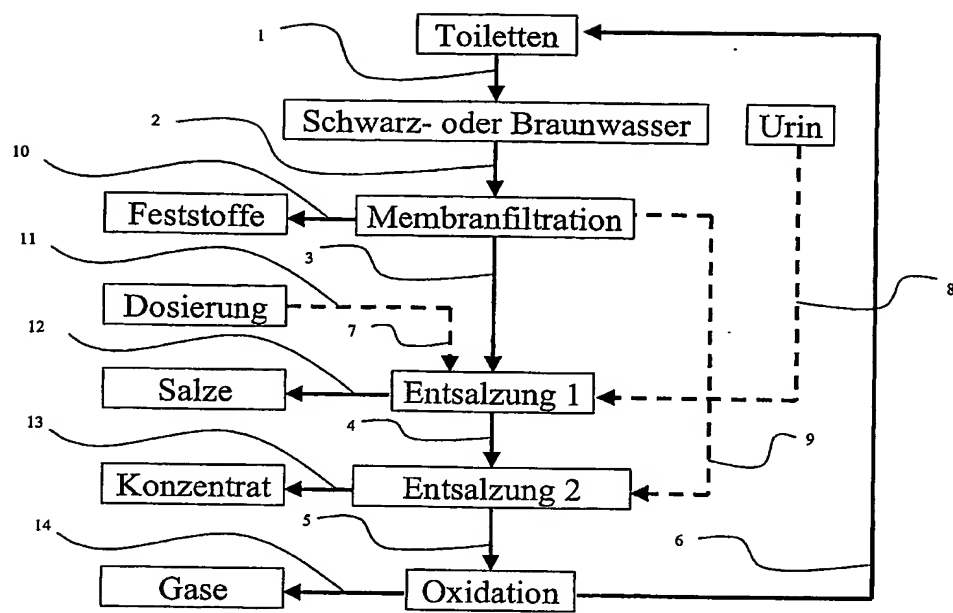 1
Toiletten
2
Schwarz- oder Braunwasser
Urin
10
Feststoffe
Membranfiltration
11
3
8
Dosierung
7
12
Salze
Entsalzung 1
4
13
9
Konzentrat
Entsalzung 2
5
14
6
Gase
Oxidation